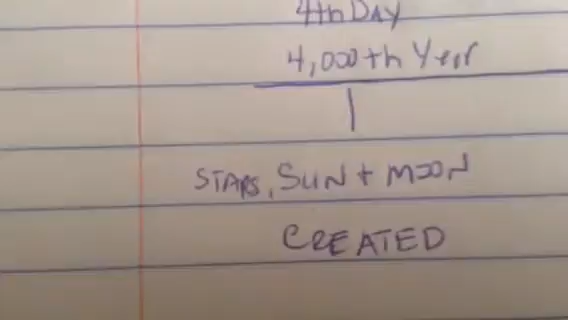 4th DAY
4,000th Year
STARS, SUN + MOON
CREATED